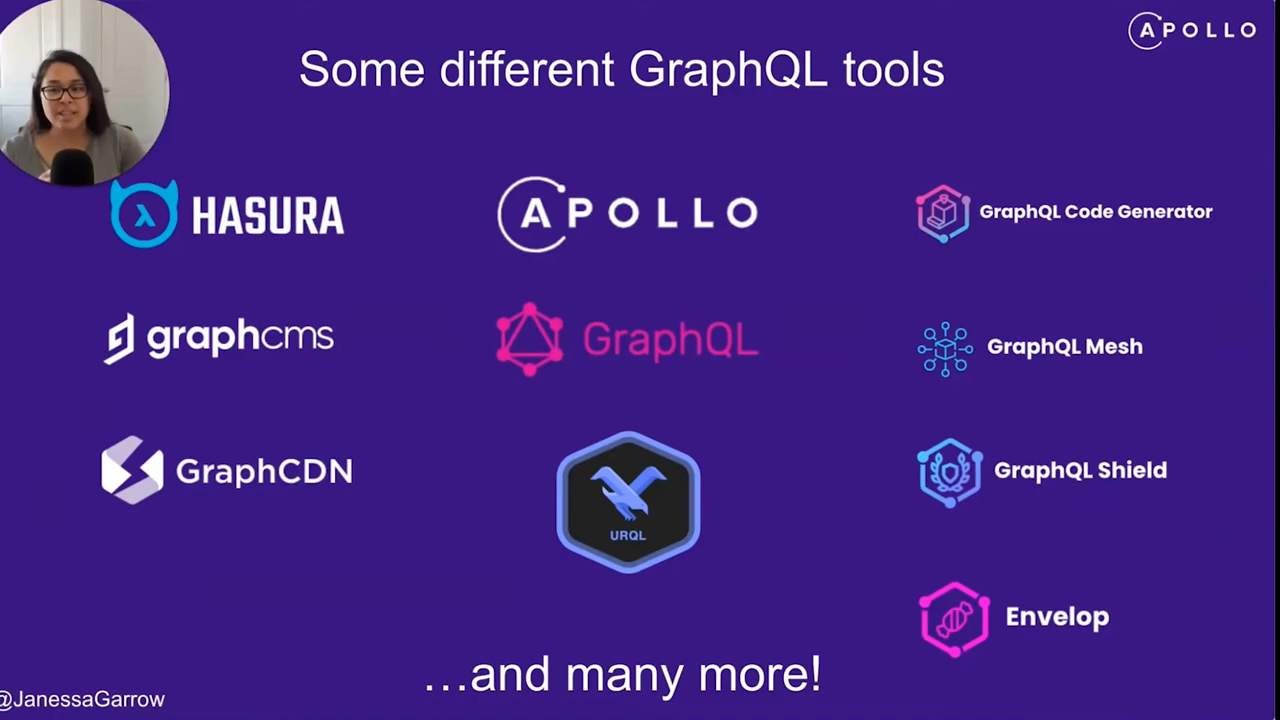 APOLLO
Some different GraphQL tools
HASURA
APOLLO
GraphQL Code Generator
graphcms
GraphQL
GraphQL Mesh
GraphCDN
URQL
GraphQL Shield
Envelop
...and many more!
@JanessaGarrow